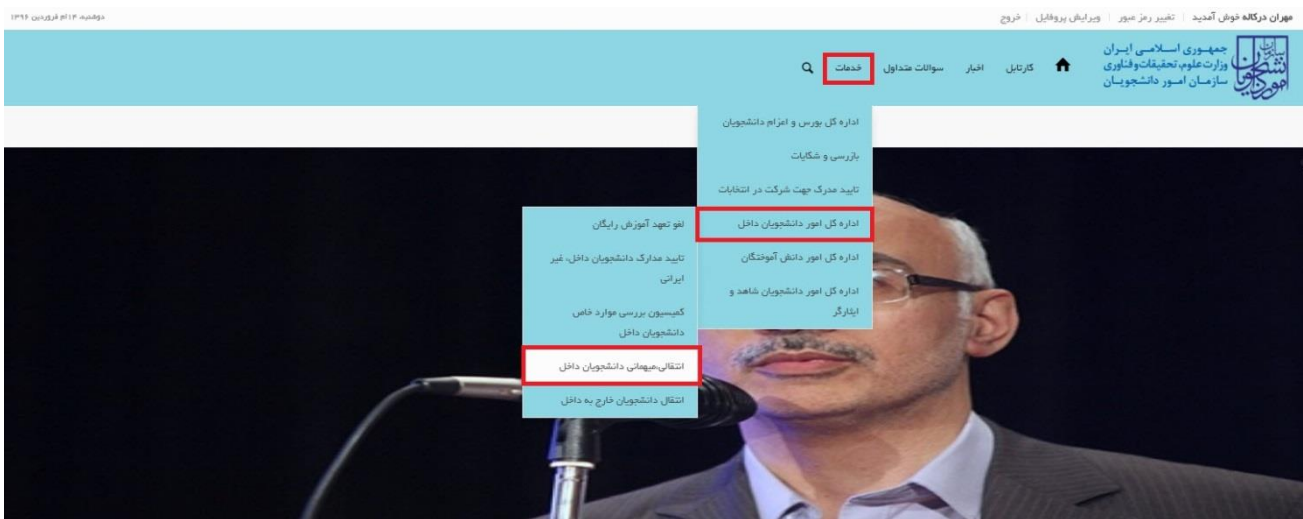 مهران درکاله خوش آمدید | تغییر رمز عبور | ویرایش پروفایل | خروج
دوشنبه، ۱۴ام فروردین ۱۳۹۶
سازمان
امور دانشجویان
جمهوری اسلامی ایران
وزارت علوم، تحقیقات و فناوری
سازمان امور دانشجویان
کارتابل
اخبار
سوالات متداول
خدمات
اداره کل بورس و اعزام دانشجویان
بازرسی و شکایات
تایید مدرک جهت شرکت در انتخابات
اداره کل امور دانشجویان داخل
اداره کل امور دانش آموختگان
اداره کل امور دانشجویان شاهد و
ایثارگر
لغو تعهد آموزش رایگان
تایید مدارک دانشجویان داخل، غیر
ایرانی
کمیسیون بررسی موارد خاص
دانشجویان داخل
انتقالی،میهمانی دانشجویان داخل
انتقال دانشجویان خارج به داخل